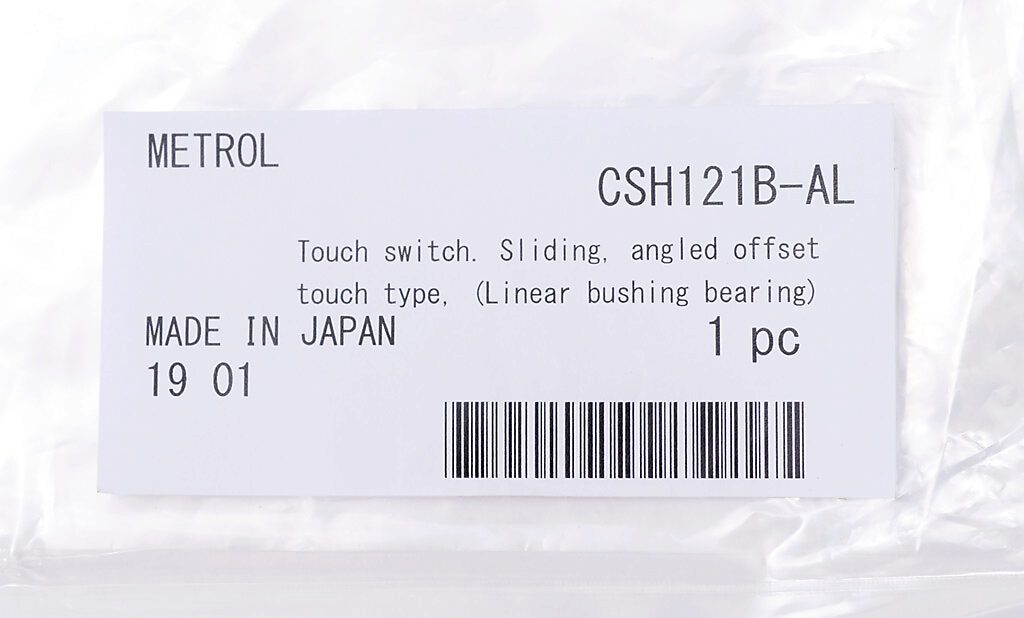 METROL
CSH121B-AL
Touch switch. Sliding, angled offset
touch type, (Linear bushing bearing)
MADE IN JAPAN
1 pc
19 01